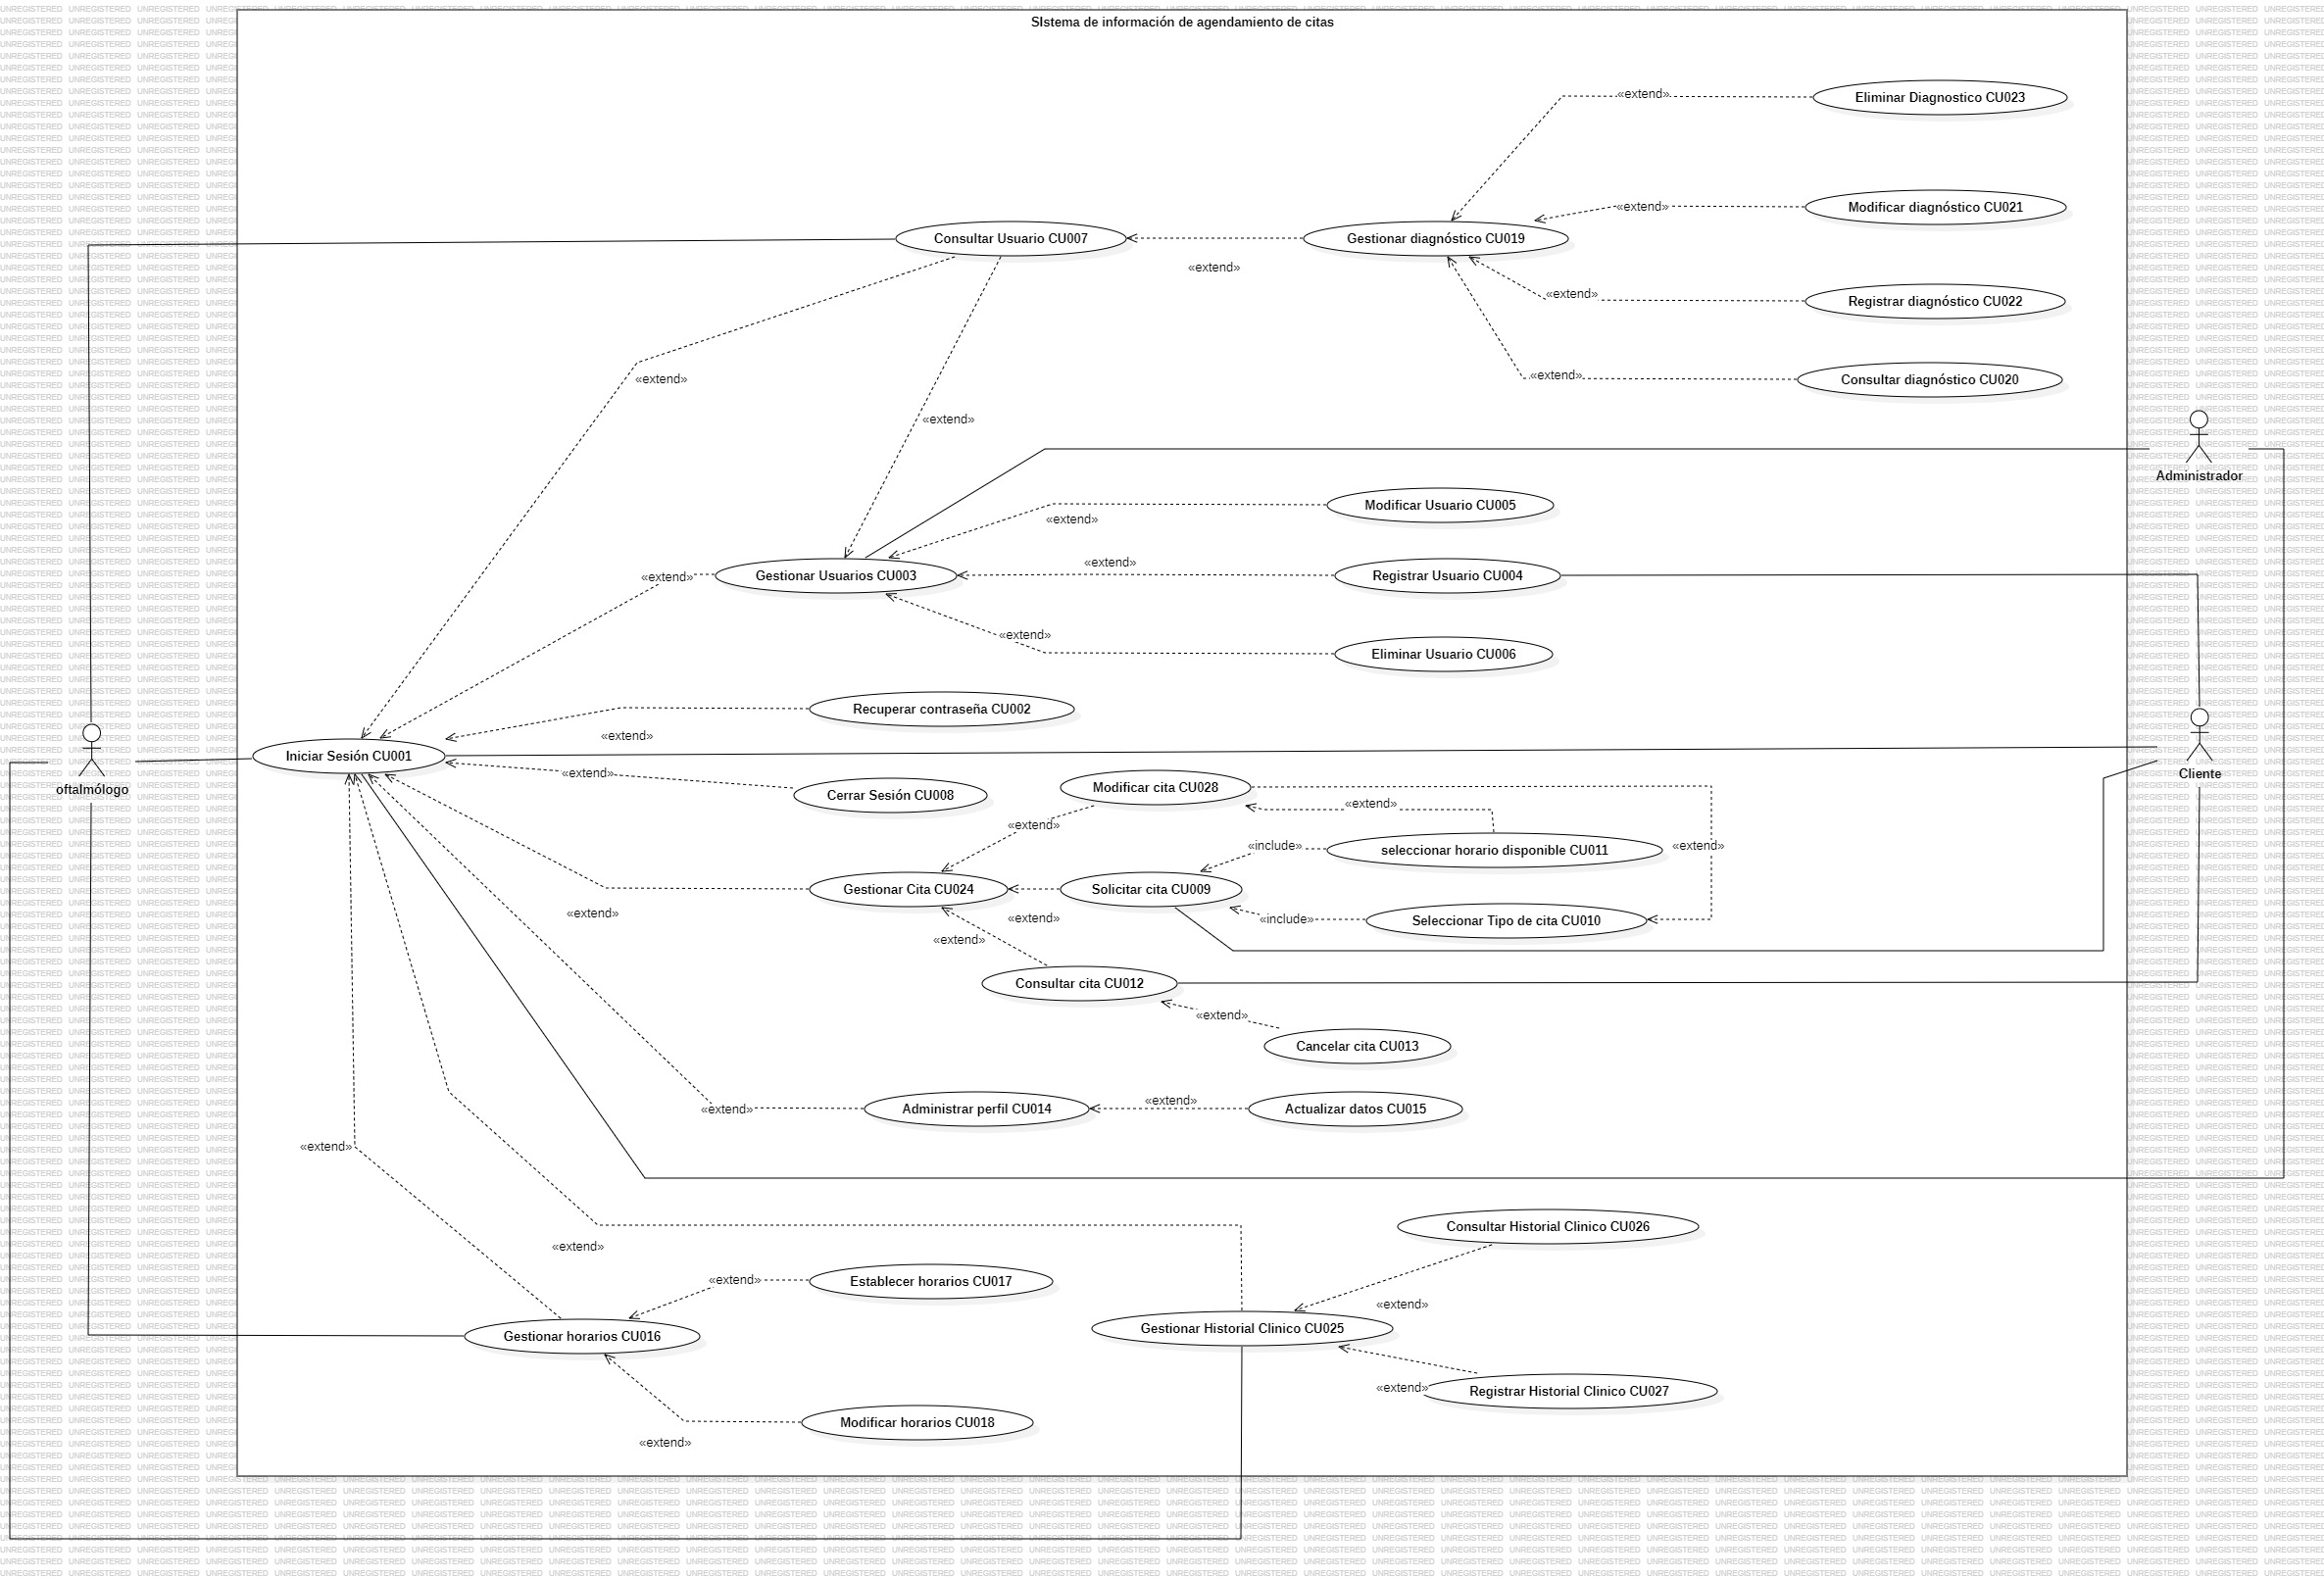 SIstema de información de agendamiento de citas
«extend»
Eliminar Diagnostico CU023
«extend»
Modificar diagnóstico CU021
Consultar Usuario CU007
Gestionar diagnóstico CU019
«extend»
«extend»
Registrar diagnóstico CU022
«extend»
«extend»
Consultar diagnóstico CU020
«extend»
Administrador
Modificar Usuario CU005
«extend»
«extend»
Gestionar Usuarios CU003
«extend»
Registrar Usuario CU004
«extend»
Eliminar Usuario CU006
Recuperar contraseña CU002
«extend»
Iniciar Sesión CU001
oftalmólogo
Cliente
«extend»
Cerrar Sesión CU008
Modificar cita CU028
«extend»
«extend»
«include»
seleccionar horario disponible CU011
«extend»
Gestionar Cita CU024
Solicitar cita CU009
«extend»
«extend»
«include»
Seleccionar Tipo de cita CU010
«extend»
Consultar cita CU012
«extend»
Cancelar cita CU013
«extend»
Administrar perfil CU014
«extend»
Actualizar datos CU015
«extend»
«extend»
Consultar Historial Clinico CU026
«extend»
Establecer horarios CU017
«extend»
Gestionar horarios CU016
Gestionar Historial Clinico CU025
«extend»
Registrar Historial Clinico CU027
Modificar horarios CU018
«extend»
UNREGISTERED